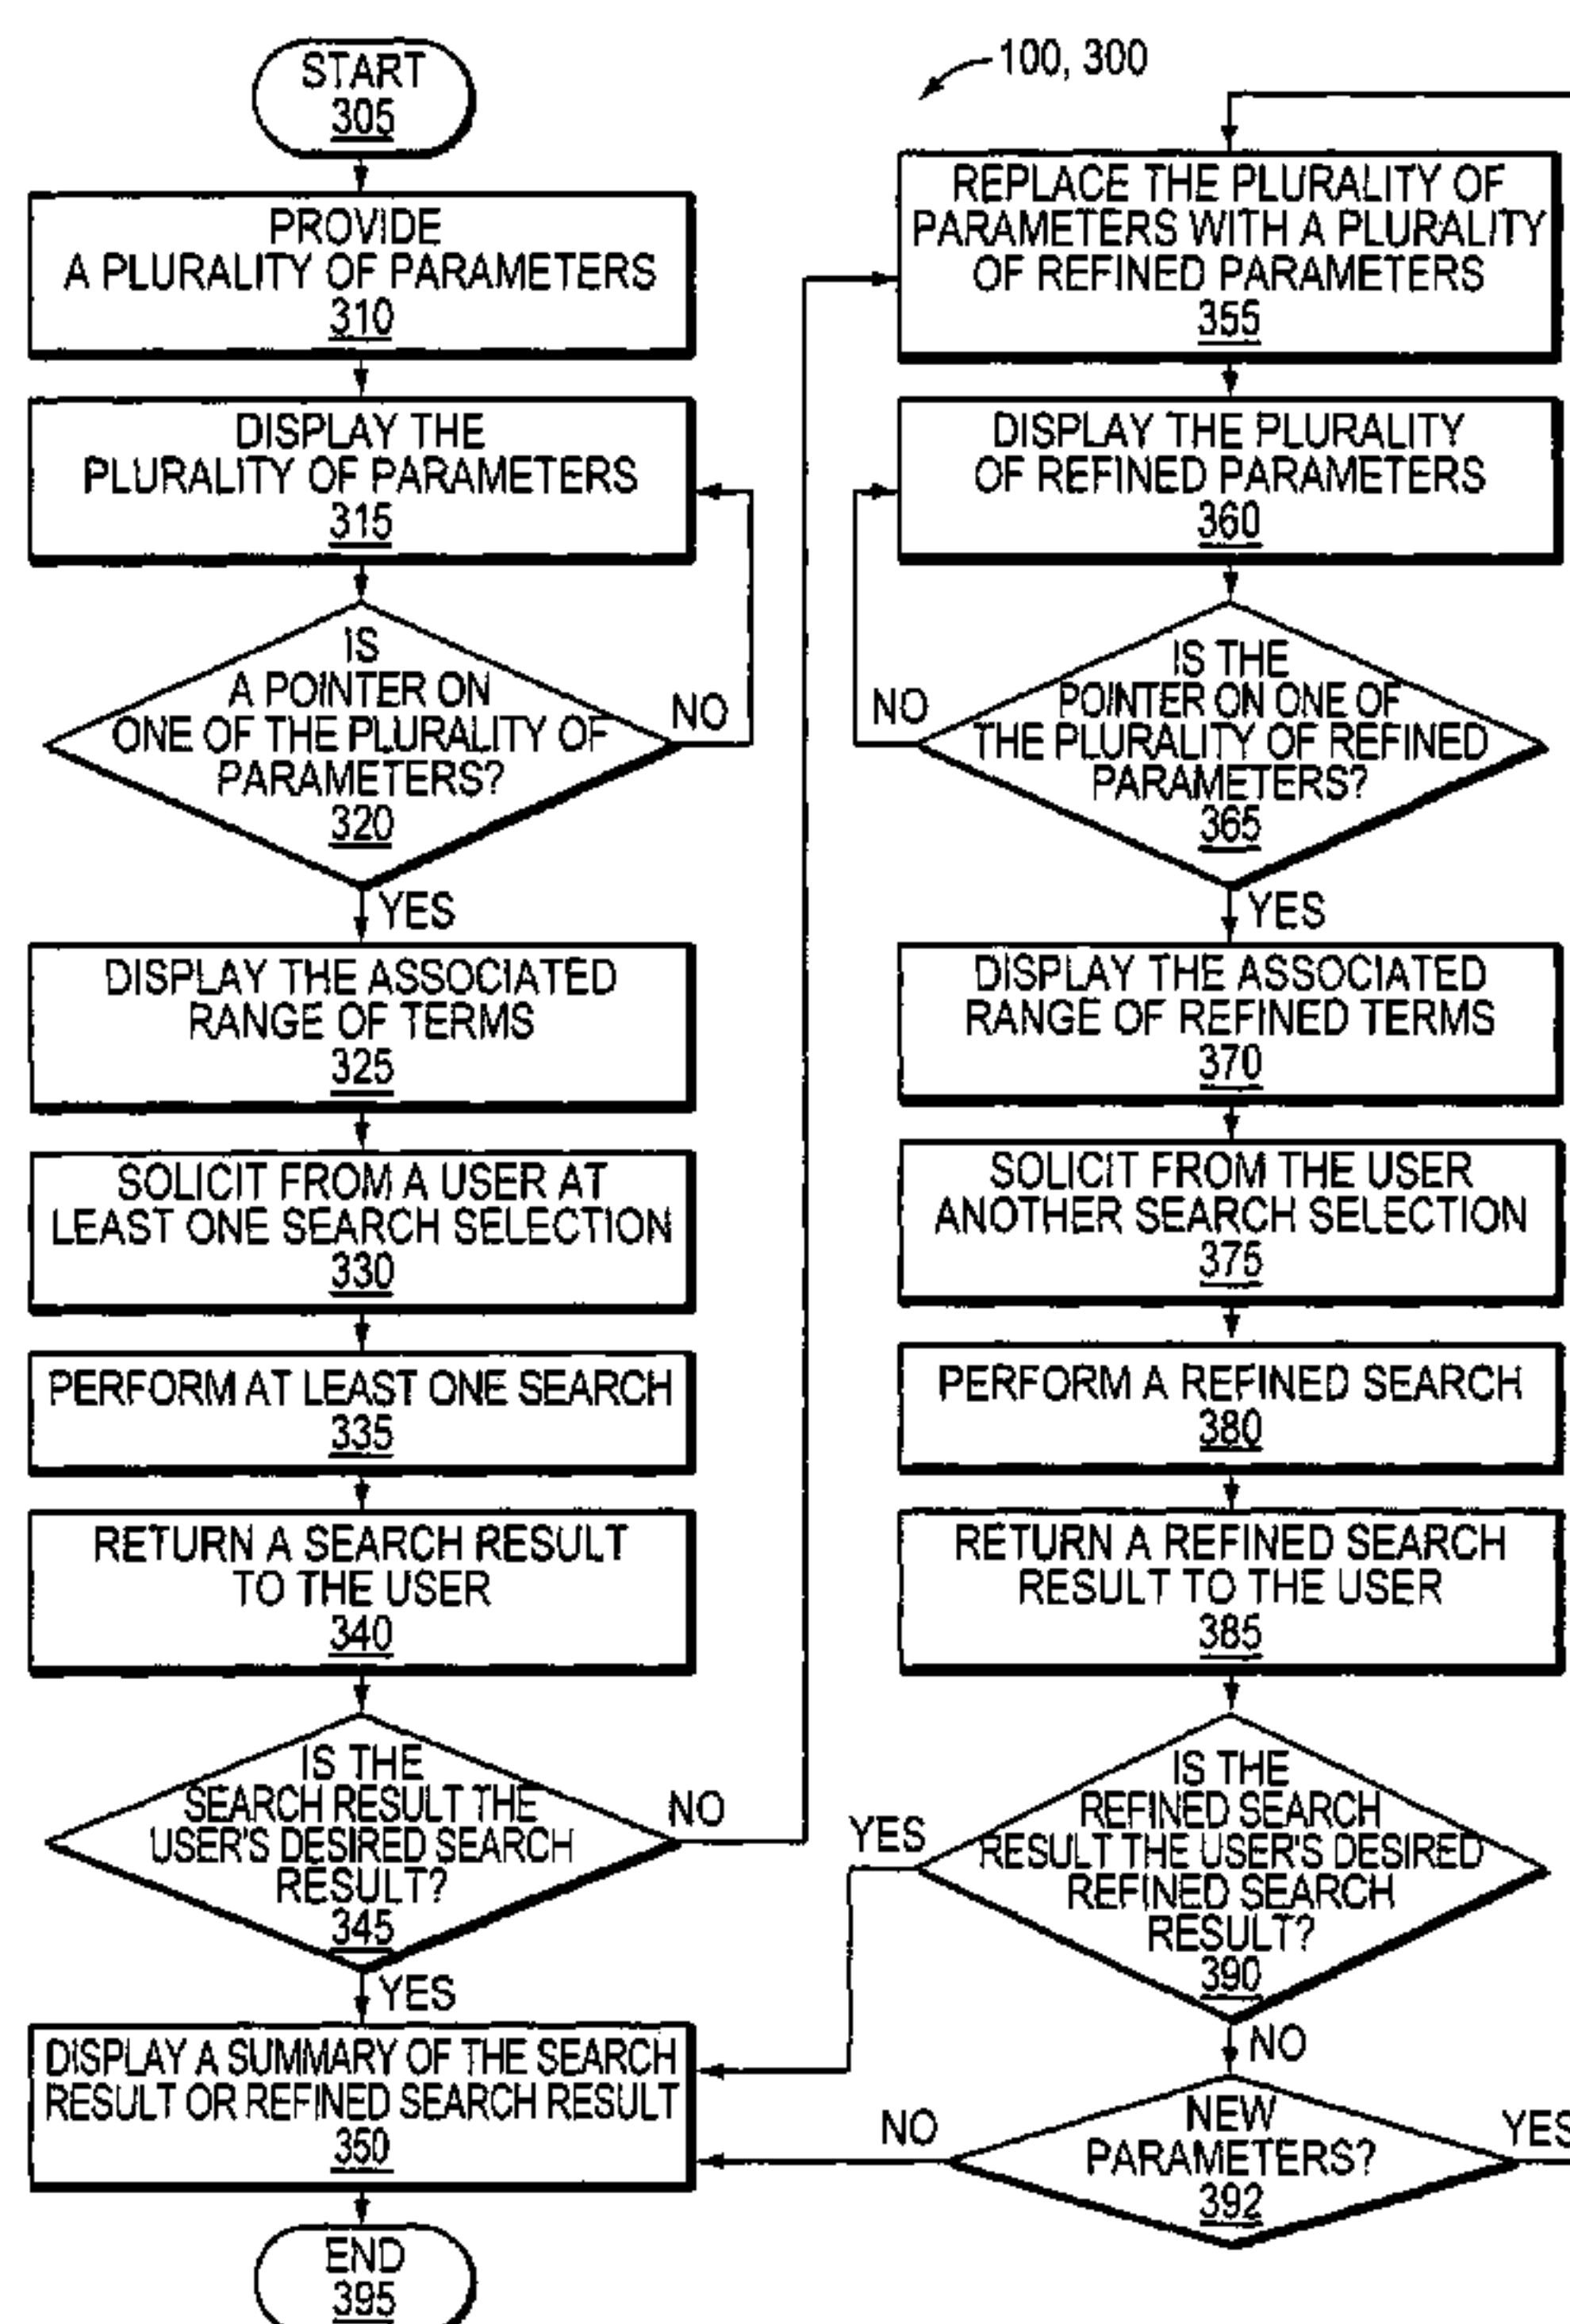 START
305
PROVIDE
A PLURALITY OF PARAMETERS
310
DISPLAY THE
PLURALITY OF PARAMETERS
315
IS
A POINTER ON
ONE OF THE PLURALITY OF
PARAMETERS?
320
NO
YES
DISPLAY THE ASSOCIATED
RANGE OF TERMS
325
SOLICIT FROM A USER AT
LEAST ONE SEARCH SELECTION
330
PERFORM AT LEAST ONE SEARCH
335
RETURN A SEARCH RESULT
TO THE USER
340
IS THE
SEARCH RESULT THE
USER'S DESIRED SEARCH
RESULT?
345
NO
YES
DISPLAY A SUMMARY OF THE SEARCH
RESULT OR REFINED SEARCH RESULT
350
END
395
100, 300
REPLACE THE PLURALITY OF
PARAMETERS WITH A PLURALITY
OF REFINED PARAMETERS
355
DISPLAY THE PLURALITY
OF REFINED PARAMETERS
360
IS THE
POINTER ON ONE OF
THE PLURALITY OF REFINED
PARAMETERS?
365
NO
YES
DISPLAY THE ASSOCIATED
RANGE OF REFINED TERMS
370
SOLICIT FROM THE USER
ANOTHER SEARCH SELECTION
375
PERFORM A REFINED SEARCH
380
RETURN A REFINED SEARCH
RESULT TO THE USER
385
IS THE
REFINED SEARCH
RESULT THE USER'S DESIRED
REFINED SEARCH
RESULT?
390
YES
NO
NEW
PARAMETERS?
392
NO
YES